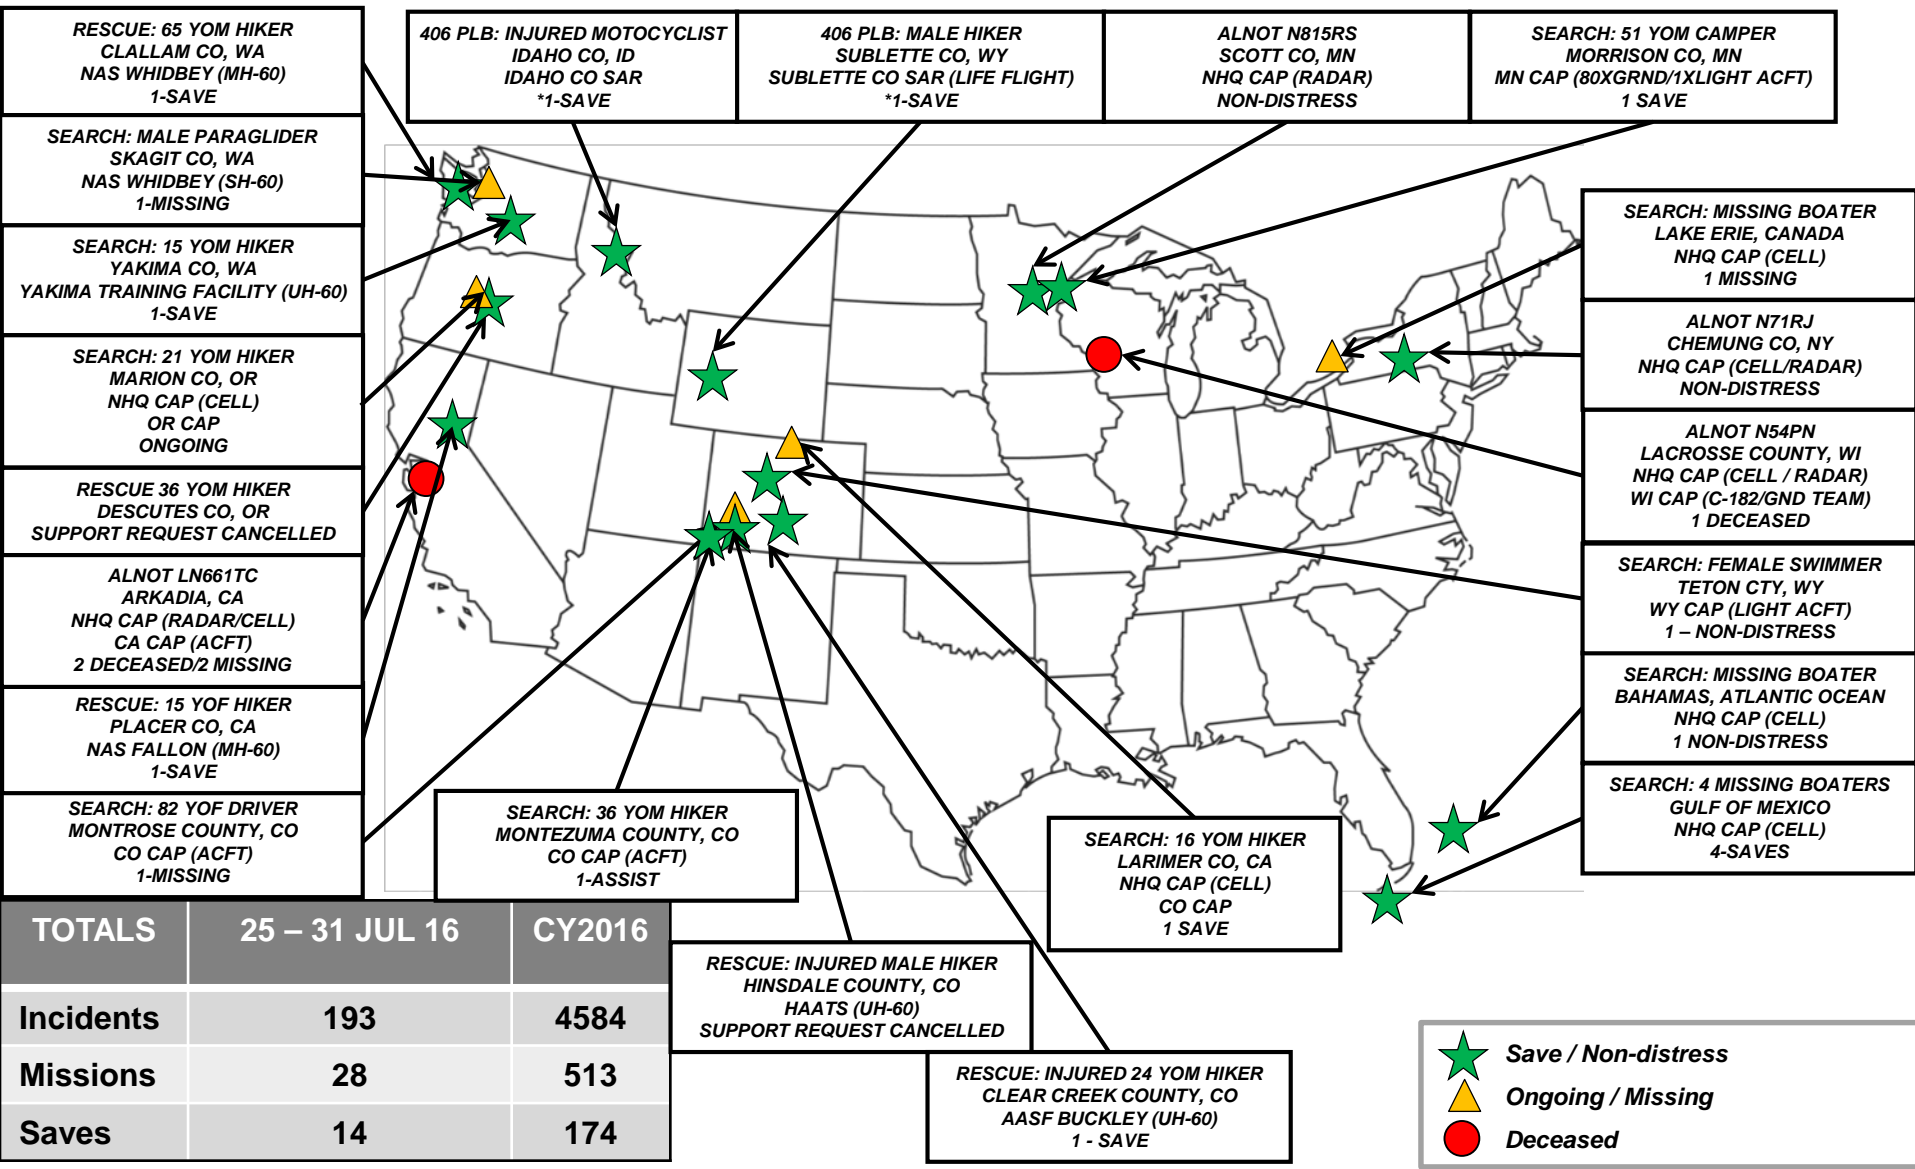 RESCUE: 65 YOM HIKER
CLALLAM CO, WA
NAS WHIDBEY (MH-60)
1-SAVE
SEARCH: MALE PARAGLIDER
SKAGIT CO, WA
NAS WHIDBEY (SH-60)
1-MISSING
SEARCH: 15 YOM HIKER
YAKIMA CO, WA
YAKIMA TRAINING FACILITY (UH-60)
1-SAVE
SEARCH: 21 YOM HIKER
MARION CO, OR
NHQ CAP (CELL)
OR CAP
ONGOING
RESCUE 36 YOM HIKER
DESCUTES CO, OR
SUPPORT REQUEST CANCELLED
ALNOT LN661TC
ARKADIA, CA
NHQ CAP (RADAR/CELL)
CA CAP (ACFT)
2 DECEASED/2 MISSING
RESCUE: 15 YOF HIKER
PLACER CO, CA
NAS FALLON (MH-60)
1-SAVE
SEARCH: 82 YOF DRIVER
MONTROSE COUNTY, CO
CO CAP (ACFT)
1-MISSING
406 PLB: INJURED MOTOCYCLIST
IDAHO CO, ID
IDAHO CO SAR
*1-SAVE
406 PLB: MALE HIKER
SUBLETTE CO, WY
SUBLETTE CO SAR (LIFE FLIGHT)
*1-SAVE
ALNOT N815RS
SCOTT CO, MN
NHQ CAP (RADAR)
NON-DISTRESS
SEARCH: 51 YOM CAMPER
MORRISON CO, MN
MN CAP (80XGRND/1XLIGHT ACFT)
1 SAVE
SEARCH: MISSING BOATER
LAKE ERIE, CANADA
NHQ CAP (CELL)
1 MISSING
ALNOT N71RJ
CHEMUNG CO, NY
NHQ CAP (CELL/RADAR)
NON-DISTRESS
ALNOT N54PN
LACROSSE COUNTY, WI
NHQ CAP (CELL / RADAR)
WI CAP (C-182/GND TEAM)
1 DECEASED
SEARCH: FEMALE SWIMMER
TETON CTY, WY
WY CAP (LIGHT ACFT)
1 – NON-DISTRESS
SEARCH: MISSING BOATER
BAHAMAS, ATLANTIC OCEAN
NHQ CAP (CELL)
1 NON-DISTRESS
SEARCH: 4 MISSING BOATERS
GULF OF MEXICO
NHQ CAP (CELL)
4-SAVES
SEARCH: 36 YOM HIKER
MONTEZUMA COUNTY, CO
CO CAP (ACFT)
1-ASSIST
SEARCH: 16 YOM HIKER
LARIMER CO, CA
NHQ CAP (CELL)
CO CAP
1 SAVE
RESCUE: INJURED MALE HIKER
HINSDALE COUNTY, CO
HAATS (UH-60)
SUPPORT REQUEST CANCELLED
RESCUE: INJURED 24 YOM HIKER
CLEAR CREEK COUNTY, CO
AASF BUCKLEY (UH-60)
1 - SAVE
TOTALS 25 – 31 JUL 16 CY2016
Incidents 193 4584
Missions 28 513
Saves 14 174
Save / Non-distress
Ongoing / Missing
Deceased